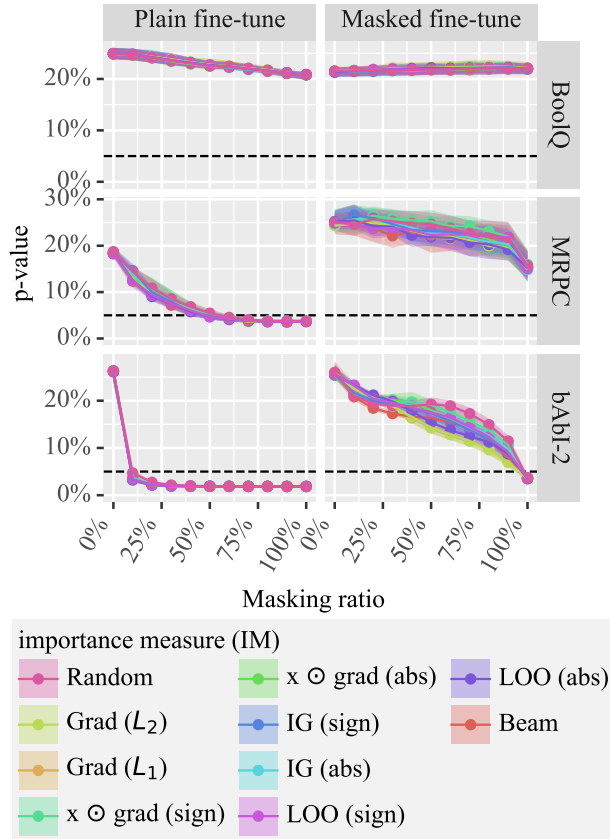 Plain fine-tune Masked fine-tune
20%
10%
0%
BoolQ
30%
20%
10%
0%
MRPC
p-value
20%
10%
0%
bAbI-2
0% 25% 50% 75% 100% 0% 25% 50% 75% 100%
Masking ratio
importance measure (IM)
Random x ⊙ grad (abs) LOO (abs)
Grad (L₂) IG (sign) Beam
Grad (L₁) IG (abs)
x ⊙ grad (sign) LOO (sign)